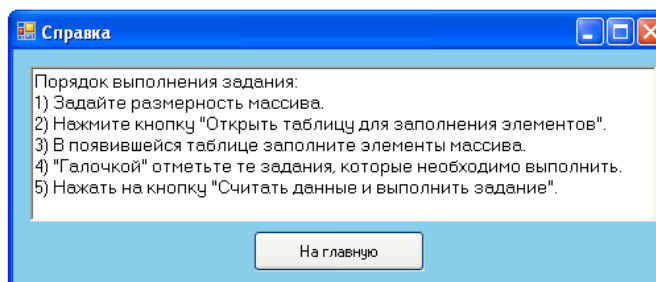 Справка
Порядок выполнения задания:
1) Задайте размерность массива.
2) Нажмите кнопку "Открыть таблицу для заполнения элементов".
3) В появившейся таблице заполните элементы массива.
4) "Галочкой" отметьте те задания, которые необходимо выполнить.
5) Нажать на кнопку "Считать данные и выполнить задание".
На главную